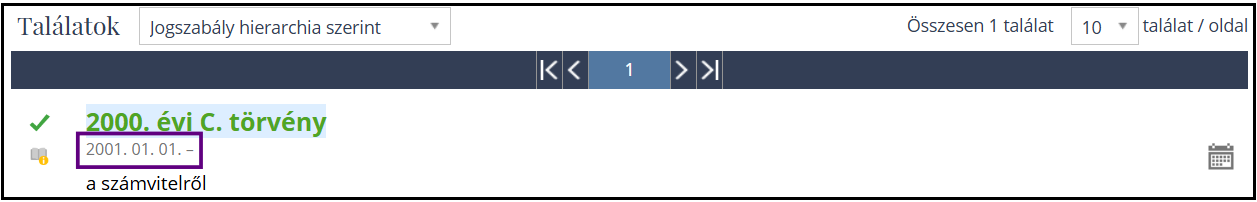 Találatok Jogszabály hierarchia szerint Összesen 1 találat 10 találat / oldal
1
2000. évi C. törvény
2001. 01. 01. –
a számvitelről